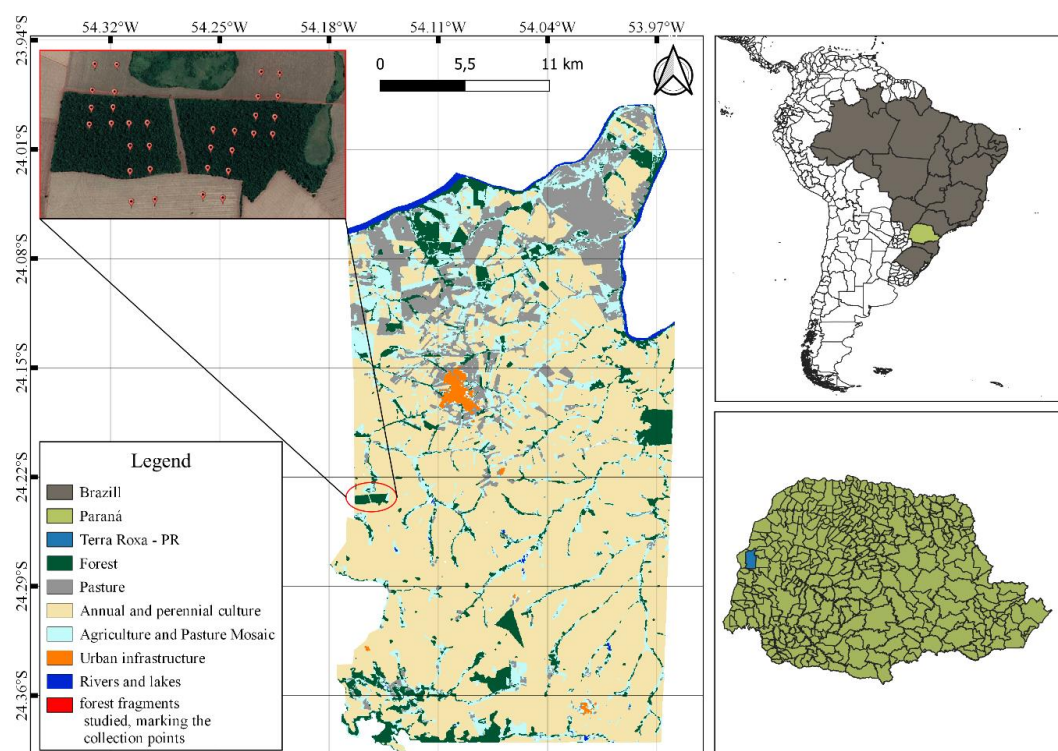 54.32°W 54.25°W 54.18°W 54.11°W 54.04°W 53.97°W
23.94°S
0 5,5 11 km
24.01°S
24.08°S
24.15°S
24.22°S
24.29°S
24.36°S
Legend
Brazill
Paraná
Terra Roxa - PR
Forest
Pasture
Annual and perennial culture
Agriculture and Pasture Mosaic
Urban infrastructure
Rivers and lakes
forest fragments
studied, marking the
collection points